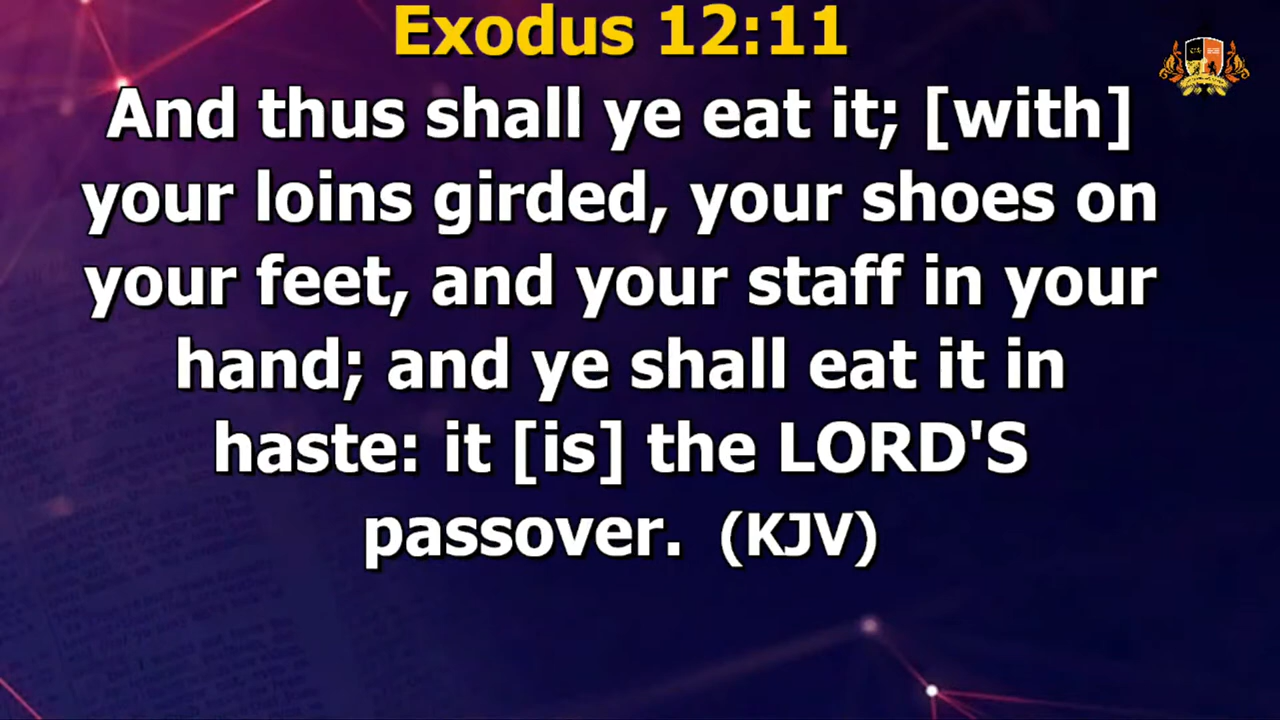 Exodus 12:11
And thus shall ye eat it; [with]
your loins girded, your shoes on
your feet, and your staff in your
hand; and ye shall eat it in
haste: it [is] the LORD'S
passover. (KJV)